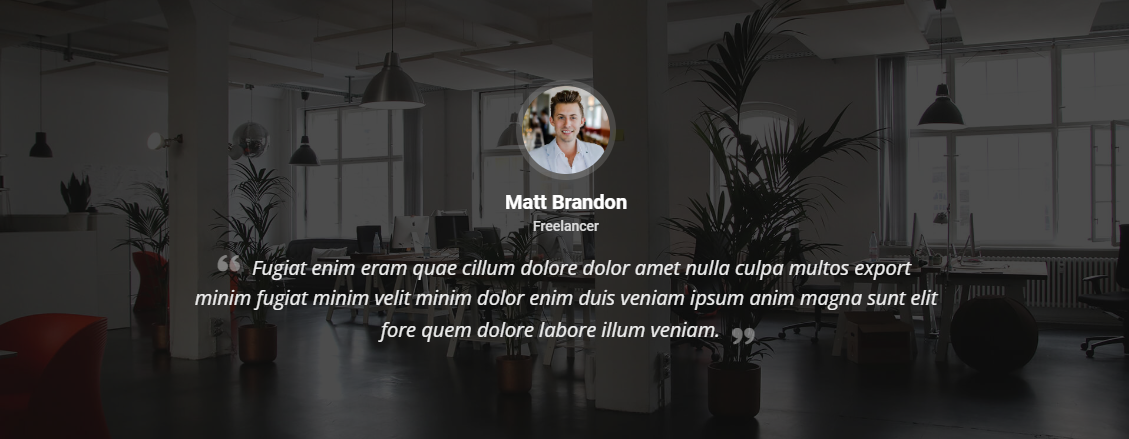 Matt Brandon
Freelancer
“ Fugiat enim eram quae cillum dolore dolor amet nulla culpa multos export
minim fugiat minim velit minim dolor enim duis veniam ipsum anim magna sunt elit
fore quem dolore labore illum veniam. ”